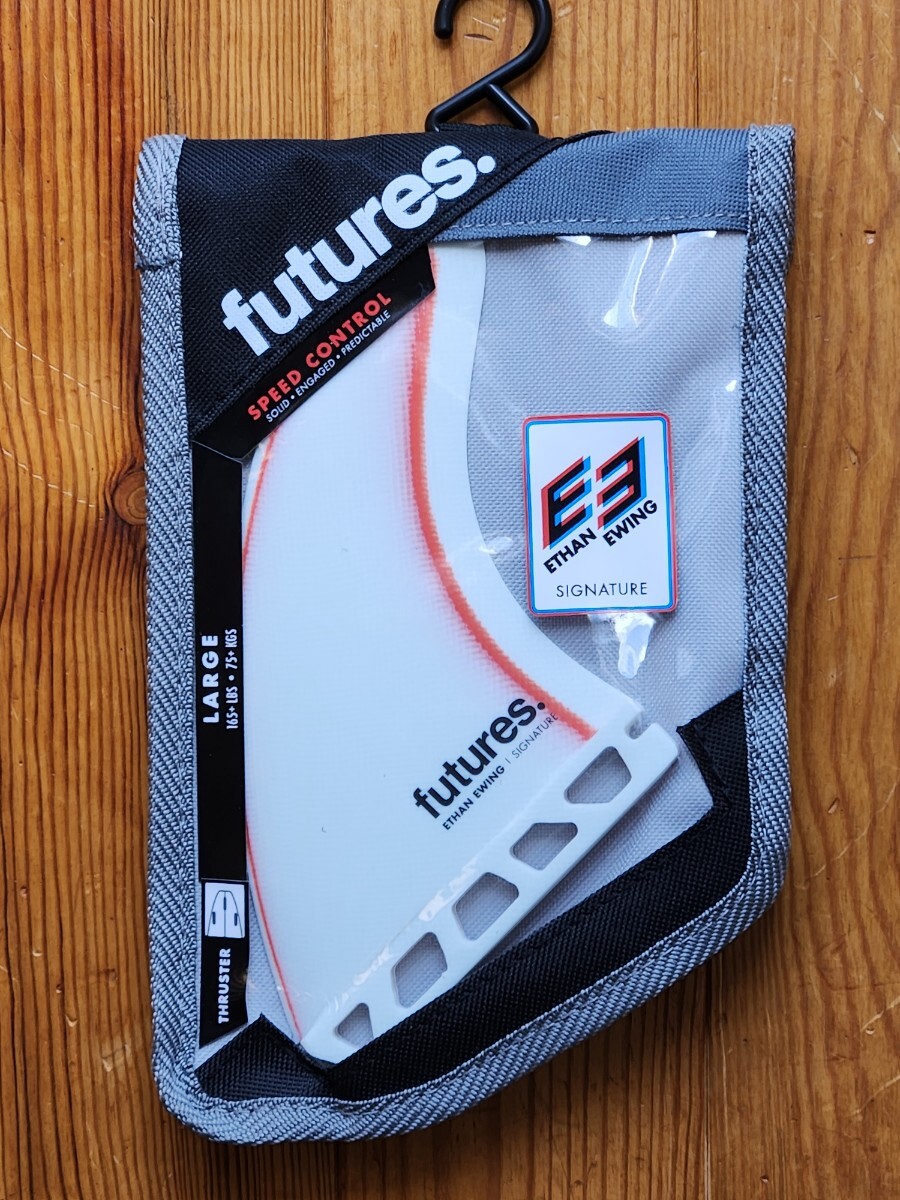 futures.
SPEED CONTROL
SOLID • ENGAGED • PREDICTABLE
EE
ETHAN EWING
SIGNATURE
LARGE
165+ LBS • 75+ KGS
futures.
ETHAN EWING | SIGNATURE
THRUSTER